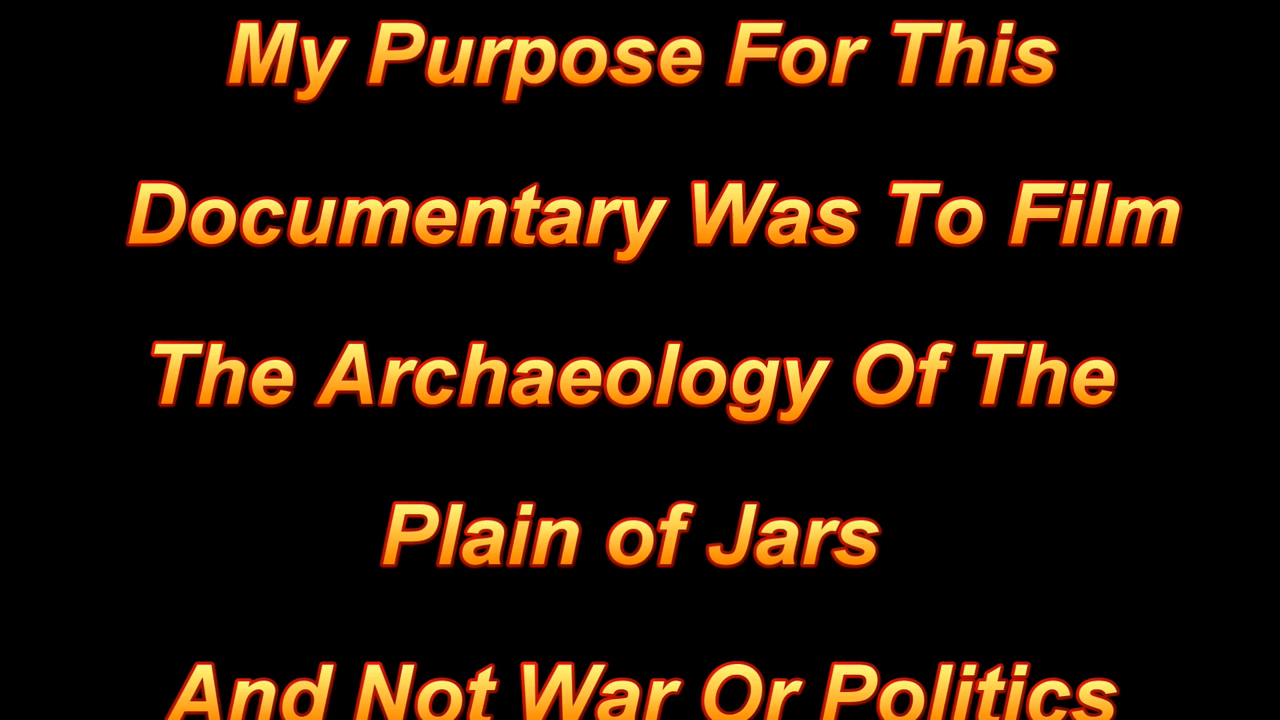 My Purpose For This
Documentary Was To Film
The Archaeology Of The
Plain of Jars
And Not War Or Politics